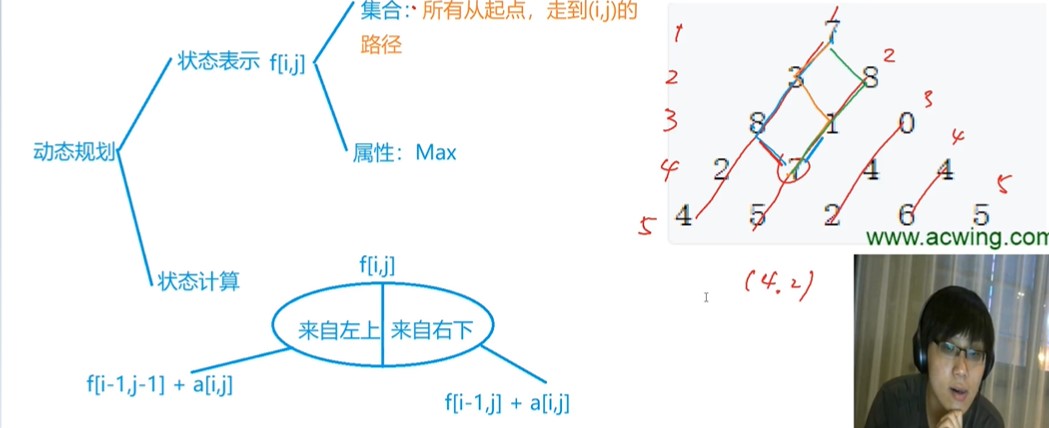 集合：所有从起点，走到(i,j)的
路径
状态表示 f[i,j]
属性：Max
动态规划
状态计算
f[i,j]
来自左上 来自右下
f[i-1,j-1] + a[i,j]
f[i-1,j] + a[i,j]
1 7
2 3 8 2
3 8 1 0 3
4 2 7 4 4 4
5 4 5 2 6 5 5
www.acwing.com
(4.2)